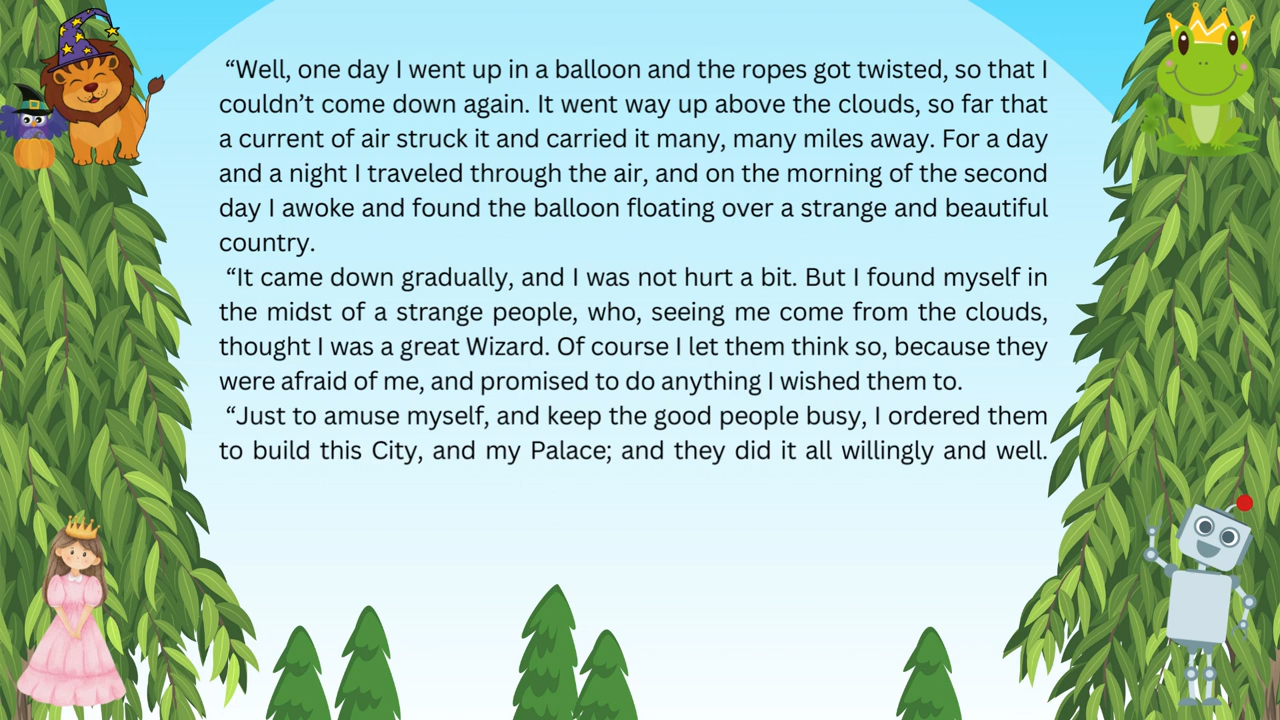 “Well, one day I went up in a balloon and the ropes got twisted, so that I
couldn’t come down again. It went way up above the clouds, so far that
a current of air struck it and carried it many, many miles away. For a day
and a night I traveled through the air, and on the morning of the second
day I awoke and found the balloon floating over a strange and beautiful
country.
“It came down gradually, and I was not hurt a bit. But I found myself in
the midst of a strange people, who, seeing me come from the clouds,
thought I was a great Wizard. Of course I let them think so, because they
were afraid of me, and promised to do anything I wished them to.
“Just to amuse myself, and keep the good people busy, I ordered them
to build this City, and my Palace; and they did it all willingly and well.